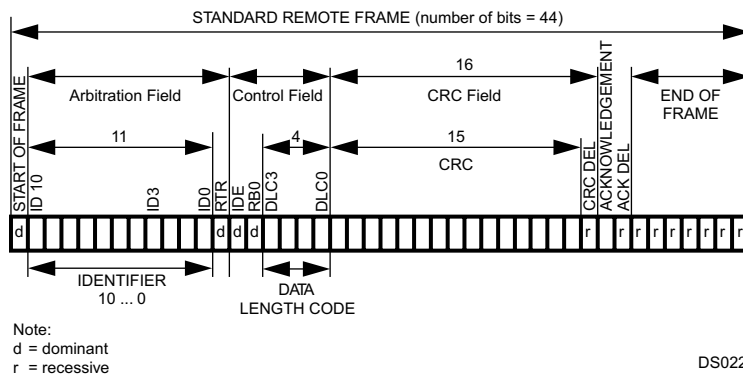 STANDARD REMOTE FRAME (number of bits = 44)
16
Arbitration Field
Control Field
CRC Field
END OF
FRAME
11
4
15
CRC
START OF FRAME
ID 10
ID3
ID0
RTR
IDE
RB0
DLC3
DLC0
CRC DEL
ACKNOWLEDGEMENT
ACK DEL
d d d d r r r r r r r r r
IDENTIFIER
10 ... 0
DATA
LENGTH CODE
Note:
d = dominant
r = recessive
DS022